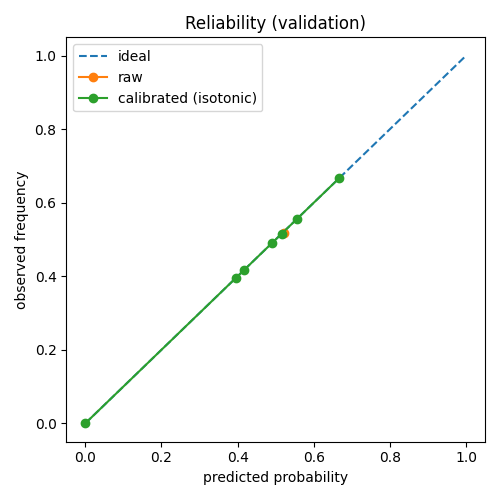 Reliability (validation)
ideal
raw
calibrated (isotonic)
1.0
0.8
0.6
0.4
0.2
0.0
observed frequency
0.0 0.2 0.4 0.6 0.8 1.0
predicted probability